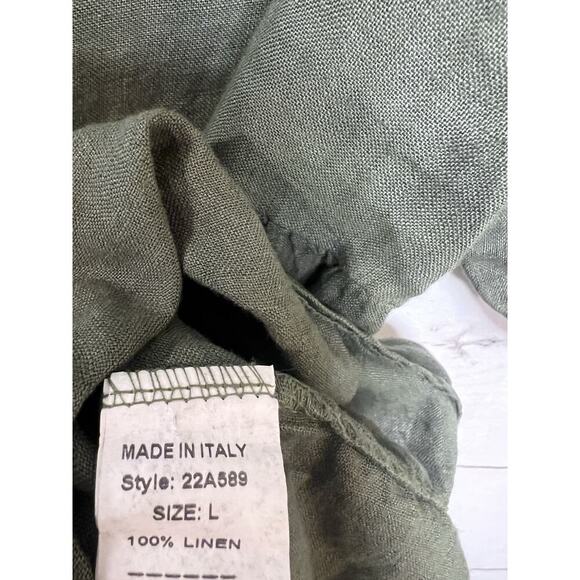 MADE IN ITALY
Style: 22A589
SIZE: L
100% LINEN